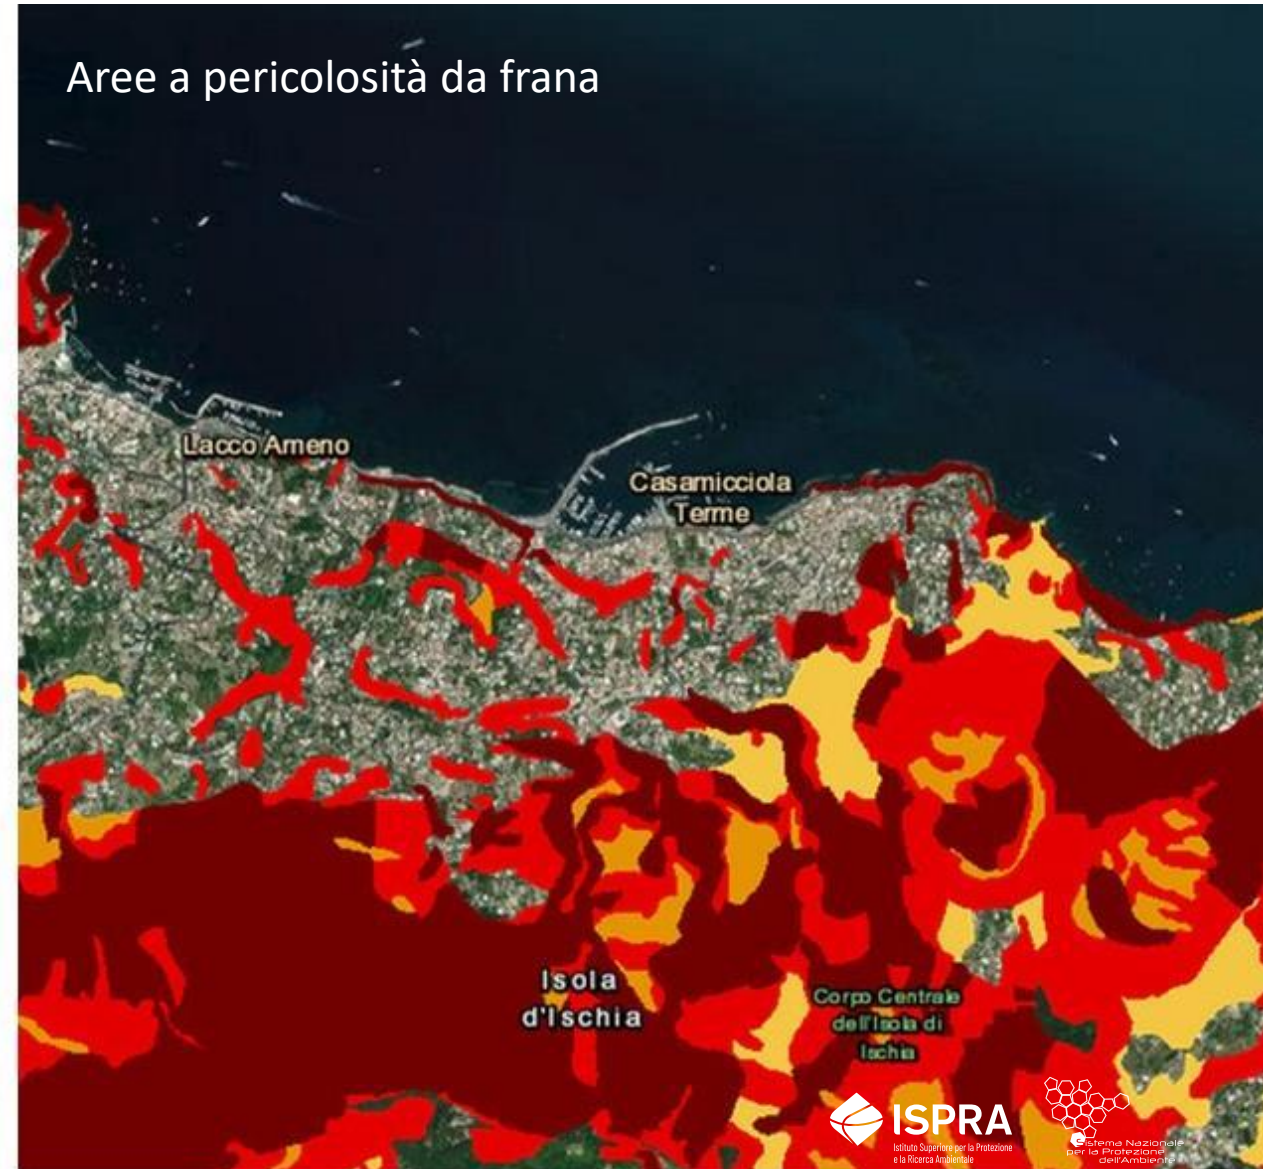 Aree a pericolosità da frana
Lacco Ameno
Casamicciola
Terme
Isola
d'Ischia
Corpo Centrale
dell'Isola di
Ischia
ISPRA
Istituto Superiore per la Protezione
e la Ricerca Ambientale
Sistema Nazionale
per la Protezione
dell'Ambiente